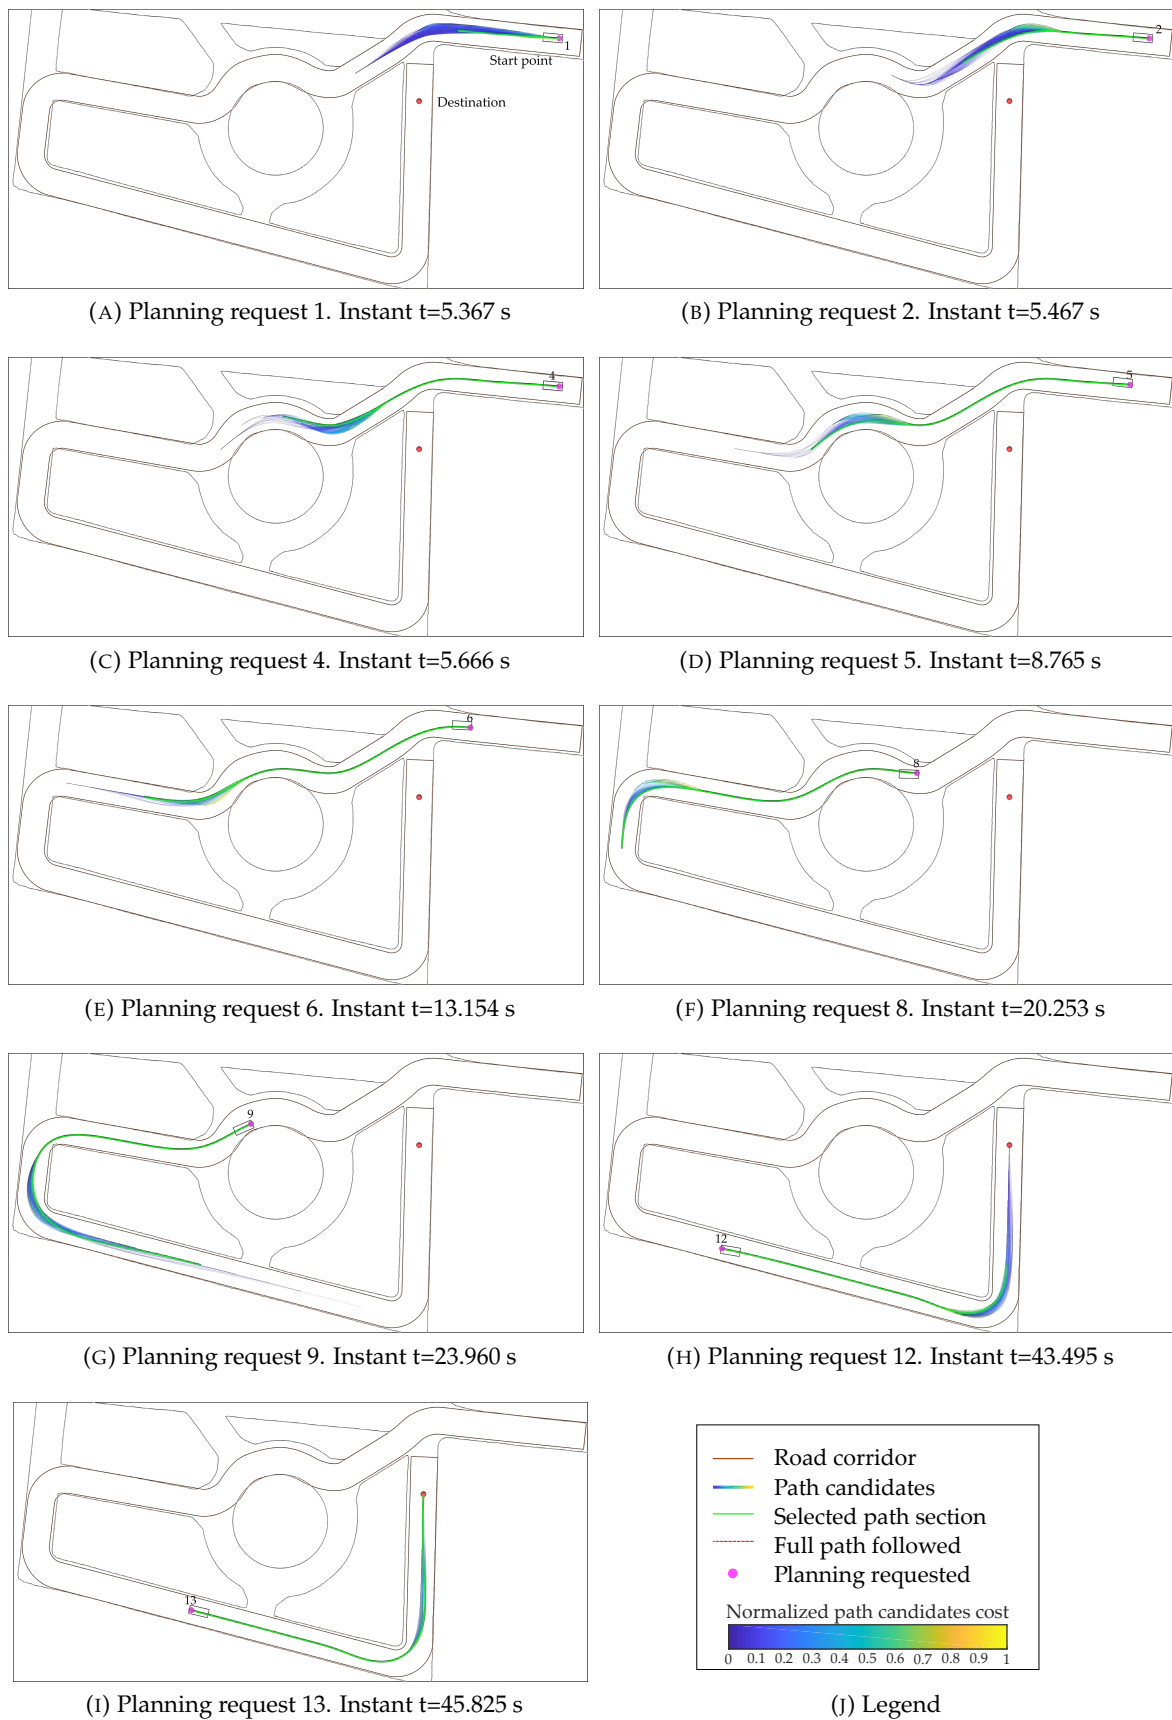 1
Start point
Destination
(A) Planning request 1. Instant t=5.367 s
2
(B) Planning request 2. Instant t=5.467 s
4
(C) Planning request 4. Instant t=5.666 s
5
(D) Planning request 5. Instant t=8.765 s
6
(E) Planning request 6. Instant t=13.154 s
8
(F) Planning request 8. Instant t=20.253 s
9
(G) Planning request 9. Instant t=23.960 s
12
(H) Planning request 12. Instant t=43.495 s
13
(I) Planning request 13. Instant t=45.825 s
Road corridor
Path candidates
Selected path section
Full path followed
Planning requested
Normalized path candidates cost
0 0.1 0.2 0.3 0.4 0.5 0.6 0.7 0.8 0.9 1
(J) Legend